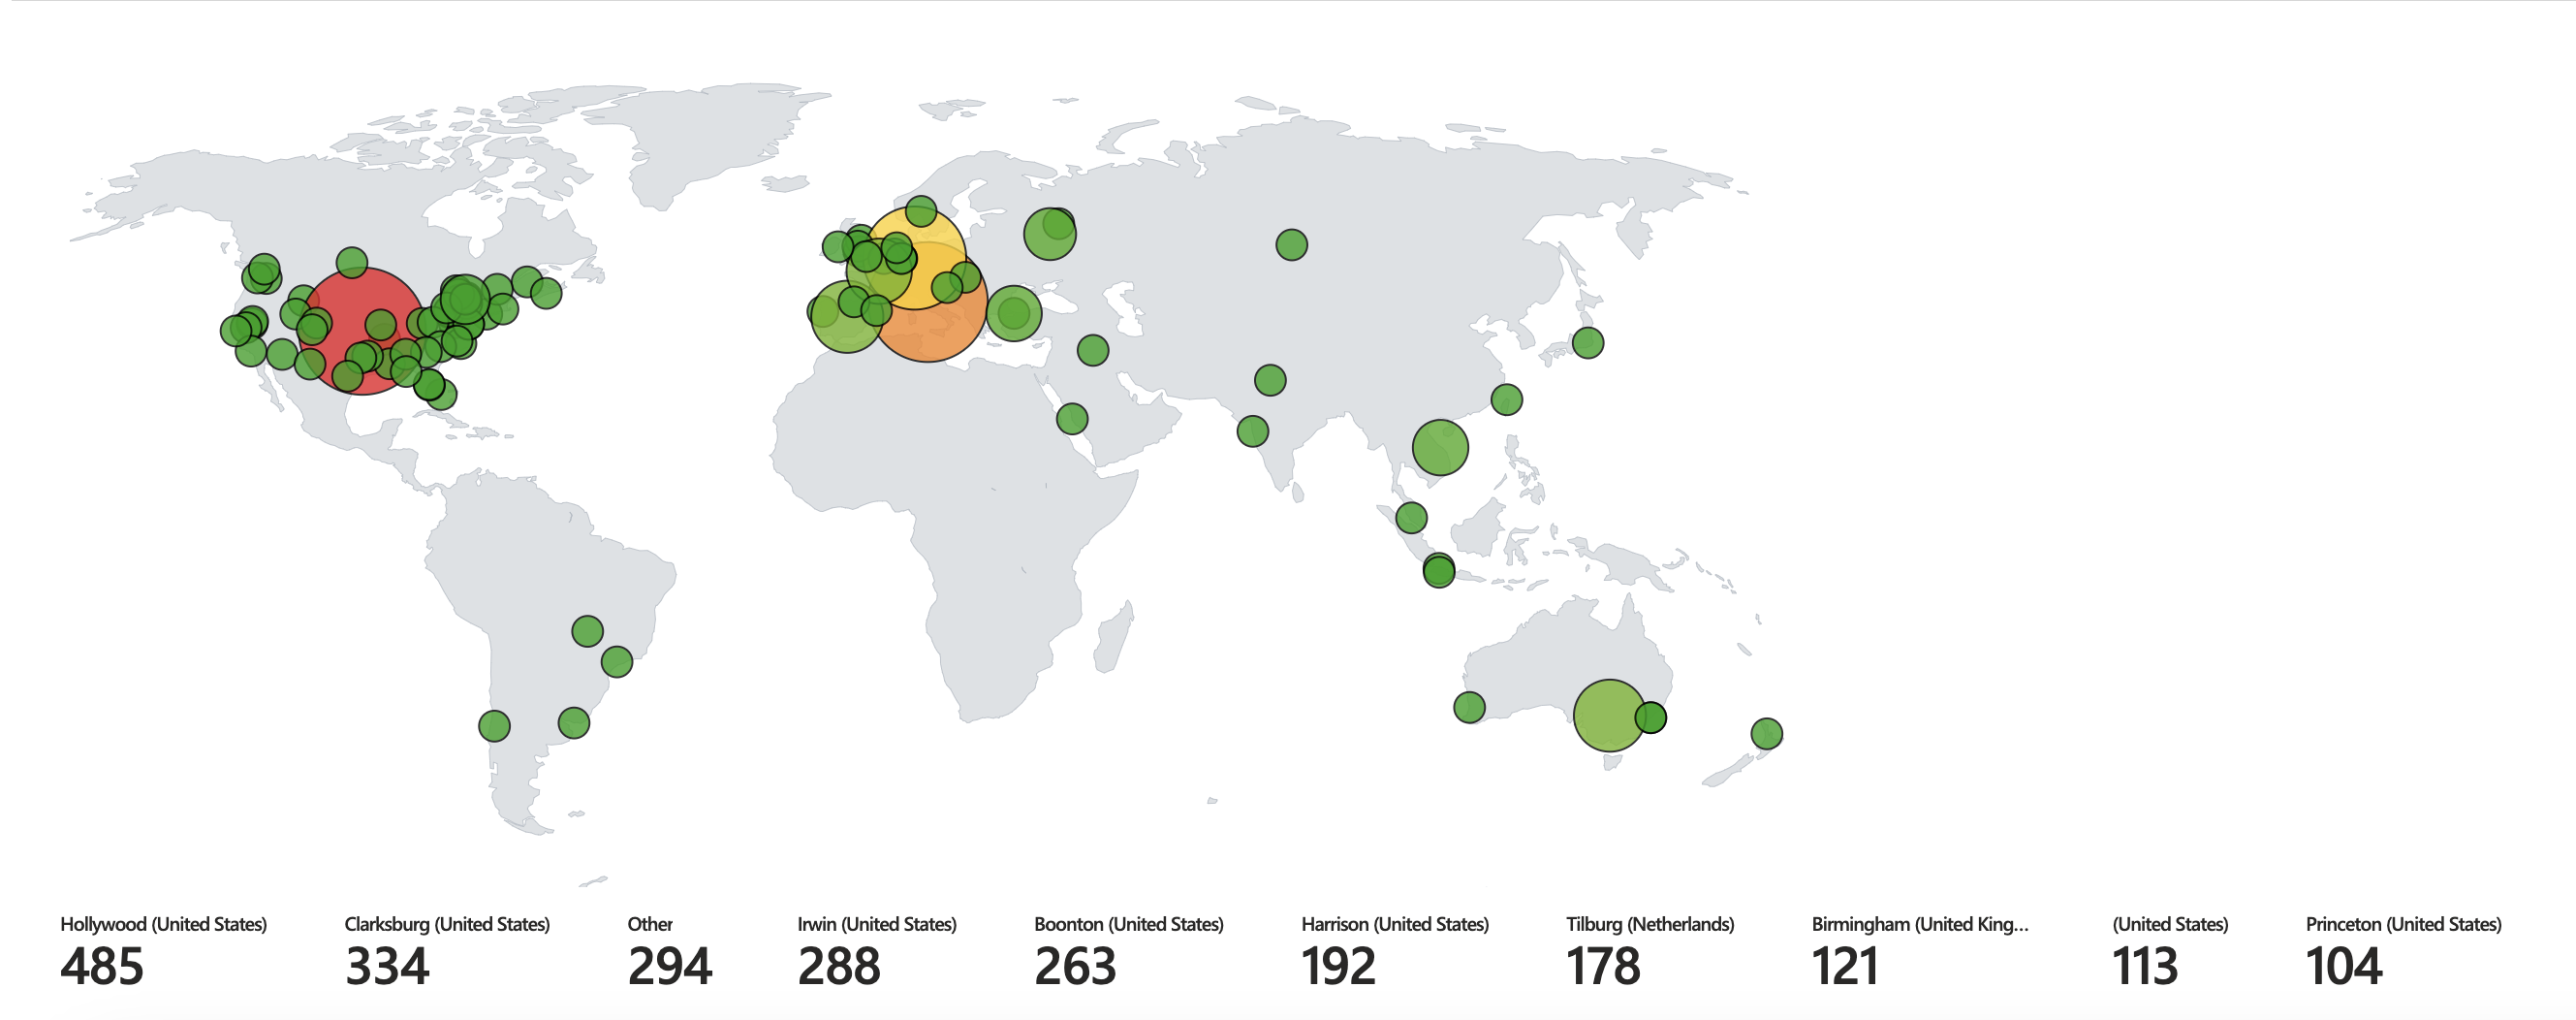 Hollywood (United States) Clarksburg (United States) Other Irwin (United States) Boonton (United States) Harrison (United States) Tilburg (Netherlands) Birmingham (United King... (United States) Princeton (United States)
485 334 294 288 263 192 178 121 113 104